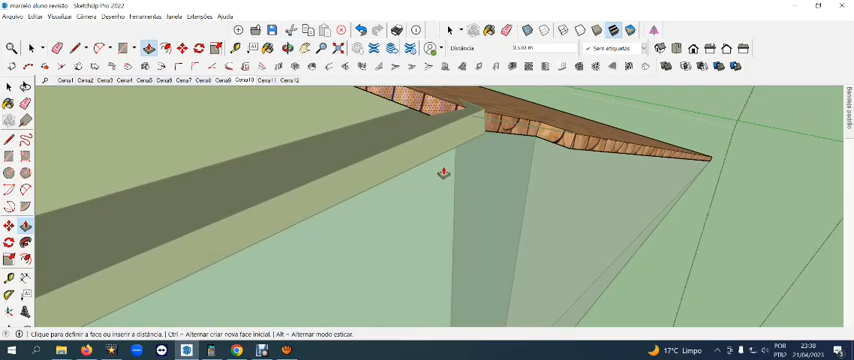 marcelo aluno revisão - SketchUp Pro 2022
Arquivo Editar Visualizar Câmera Desenho Ferramentas Janela Extensões Ajuda
Distância
Sem etiquetas
Cena1 Cena2 Cena3 Cena4 Cena5 Cena6 Cena7 Cena8 Cena9 Cena10 Cena11 Cena12
Bandeja padrão
Clique para definir a face ou inserir a distância. | Ctrl = Alternar criar nova face inicial. | Alt = Alternar modo esticar.
17°C Limpo
POR
PTB2
23:38
21/04/2023